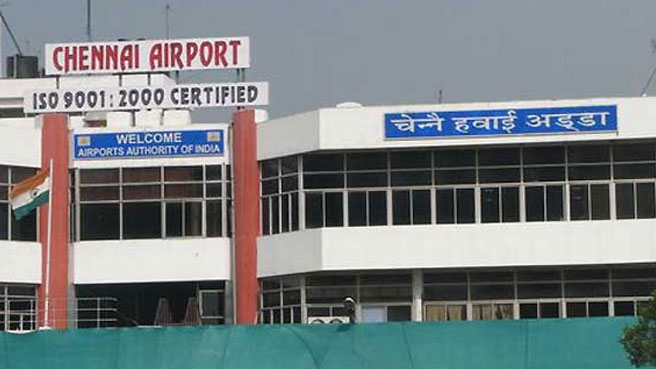 CHENNAI AIRPORT
ISO 9001 : 2000 CERTIFIED
WELCOME
AIRPORTS AUTHORITY OF INDIA
चेन्नै हवाई अड्डा